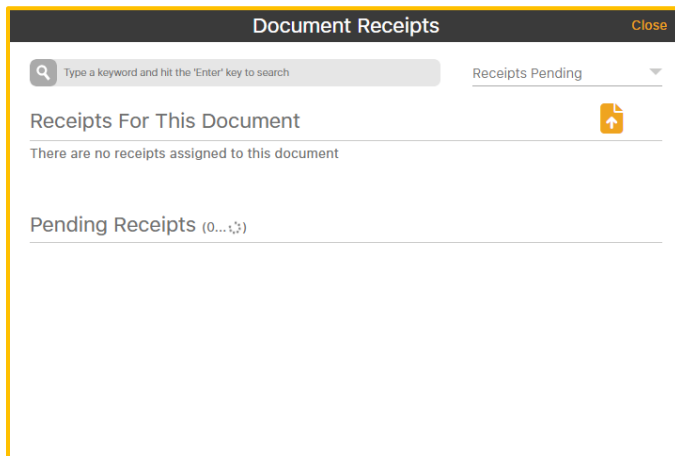 Document Receipts
Close
Type a keyword and hit the 'Enter' key to search
Receipts Pending
Receipts For This Document
There are no receipts assigned to this document
Pending Receipts (0... )